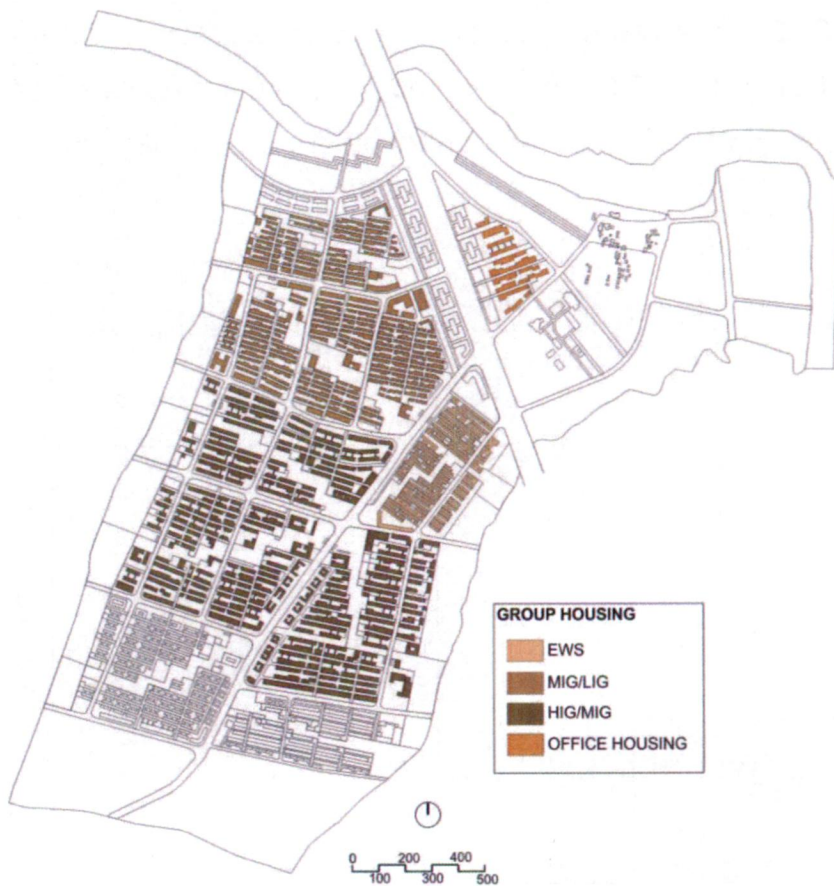 GROUP HOUSING
EWS
MIG/LIG
HIG/MIG
OFFICE HOUSING
0 200 400
100 300 500